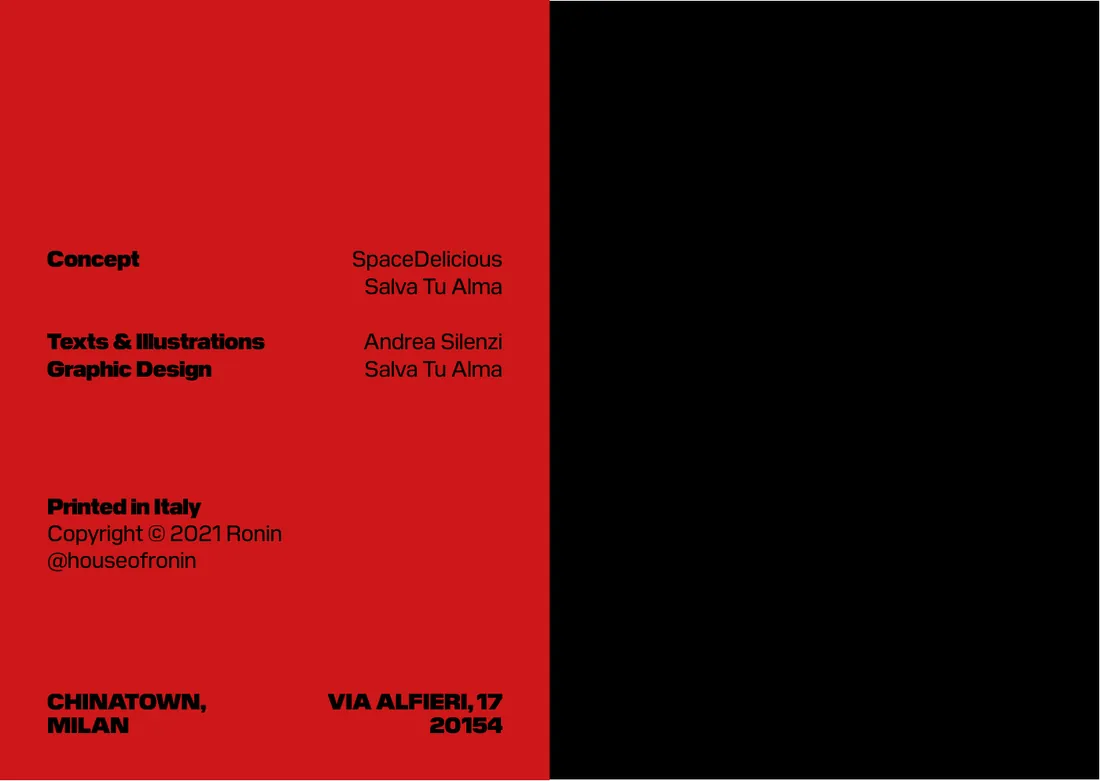 Concept SpaceDelicious
Salva Tu Alma
Texts & Illustrations Andrea Silenzi
Graphic Design Salva Tu Alma
Printed in Italy
Copyright © 2021 Ronin
@houseofronin
CHINATOWN, VIA ALFIERI, 17
MILAN 20154